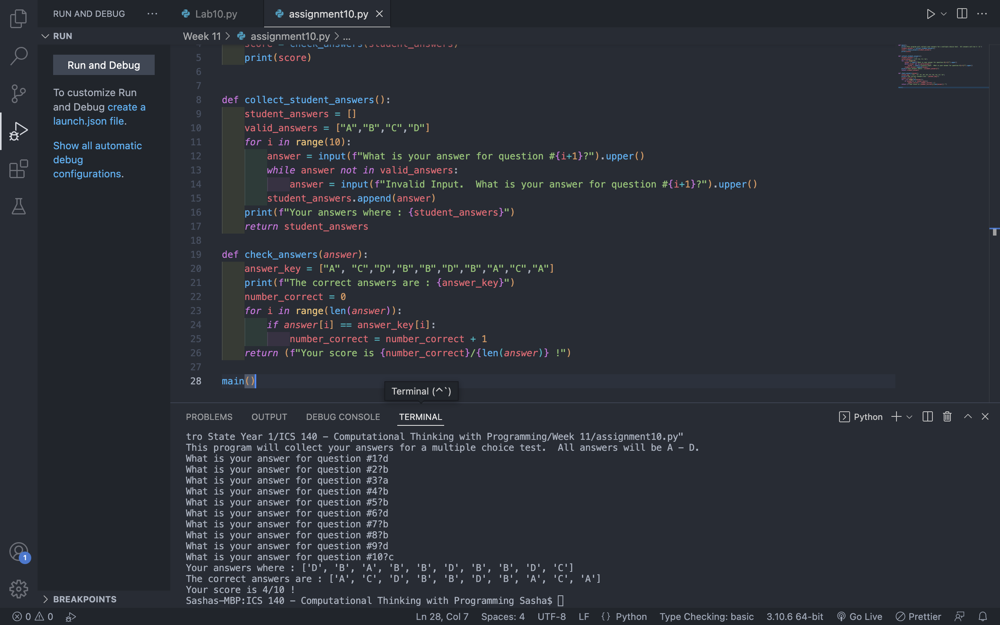 RUN AND DEBUG ...
Lab10.py
assignment10.py
RUN
Week 11 > assignment10.py > ...
Run and Debug
To customize Run
and Debug create a
launch.json file.
Show all automatic
debug
configurations.
4 score = check_answers(student_answers)
5 print(score)
6
7
8 def collect_student_answers():
9 student_answers = []
10 valid_answers = ["A","B","C","D"]
11 for i in range(10):
12 answer = input(f"What is your answer for question #{i+1}?").upper()
13 while answer not in valid_answers:
14 answer = input(f"Invalid Input.  What is your answer for question #{i+1}?").upper()
15 student_answers.append(answer)
16 print(f"Your answers where : {student_answers}")
17 return student_answers
18
19 def check_answers(answer):
20 answer_key = ["A", "C","D","B","B","D","B","A","C","A"]
21 print(f"The correct answers are : {answer_key}")
22 number_correct = 0
23 for i in range(len(answer)):
24 if answer[i] == answer_key[i]:
25 number_correct = number_correct + 1
26 return (f"Your score is {number_correct}/{len(answer)} !")
27
28 main()
Terminal (^`)
PROBLEMS OUTPUT DEBUG CONSOLE TERMINAL
Python
tro State Year 1/ICS 140 - Computational Thinking with Programming/Week 11/assignment10.py"
This program will collect your answers for a multiple choice test.  All answers will be A - D.
What is your answer for question #1?d
What is your answer for question #2?b
What is your answer for question #3?a
What is your answer for question #4?b
What is your answer for question #5?b
What is your answer for question #6?d
What is your answer for question #7?b
What is your answer for question #8?b
What is your answer for question #9?d
What is your answer for question #10?c
Your answers where : ['D', 'B', 'A', 'B', 'B', 'D', 'B', 'B', 'D', 'C']
The correct answers are : ['A', 'C', 'D', 'B', 'B', 'D', 'B', 'A', 'C', 'A']
Your score is 4/10 !
Sashas-MBP:ICS 140 - Computational Thinking with Programming Sasha$
1
BREAKPOINTS
0 0 Ln 28, Col 7 Spaces: 4 UTF-8 LF {} Python Type Checking: basic 3.10.6 64-bit Go Live Prettier